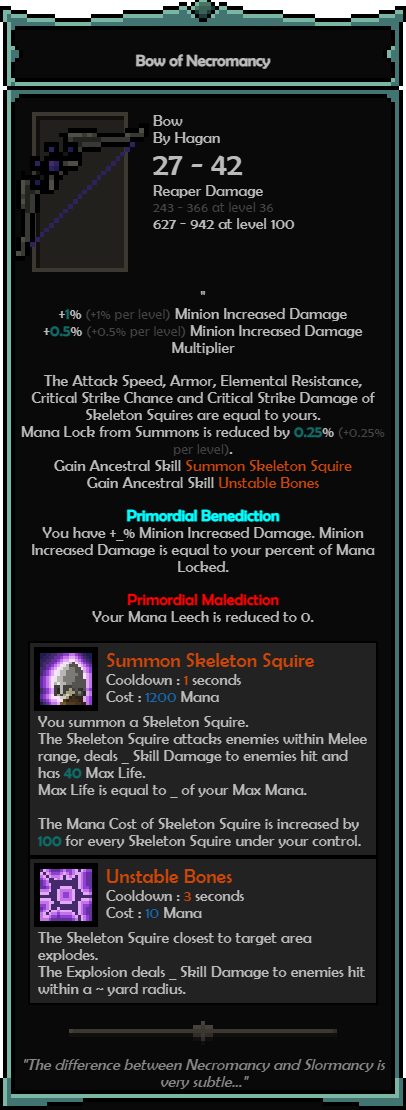 Bow of Necromancy
Bow
By Hagan
27 - 42
Reaper Damage
243 - 366 at level 36
627 - 942 at level 100
"
+1% (+1% per level) Minion Increased Damage
+0.5% (+0.5% per level) Minion Increased Damage
Multiplier
The Attack Speed, Armor, Elemental Resistance,
Critical Strike Chance and Critical Strike Damage of
Skeleton Squires are equal to yours.
Mana Lock from Summons is reduced by 0.25% (+0.25%
per level).
Gain Ancestral Skill Summon Skeleton Squire
Gain Ancestral Skill Unstable Bones
Primordial Benediction
You have +_% Minion Increased Damage. Minion
Increased Damage is equal to your percent of Mana
Locked.
Primordial Malediction
Your Mana Leech is reduced to 0.
Summon Skeleton Squire
Cooldown : 1 seconds
Cost : 1200 Mana
You summon a Skeleton Squire.
The Skeleton Squire attacks enemies within Melee
range, deals _ Skill Damage to enemies hit and
has 40 Max Life.
Max Life is equal to _ of your Max Mana.
The Mana Cost of Skeleton Squire is increased by
100 for every Skeleton Squire under your control.
Unstable Bones
Cooldown : 3 seconds
Cost : 10 Mana
The Skeleton Squire closest to target area
explodes.
The Explosion deals _ Skill Damage to enemies hit
within a ~ yard radius.
"The difference between Necromancy and Slormancy is
very subtle..."